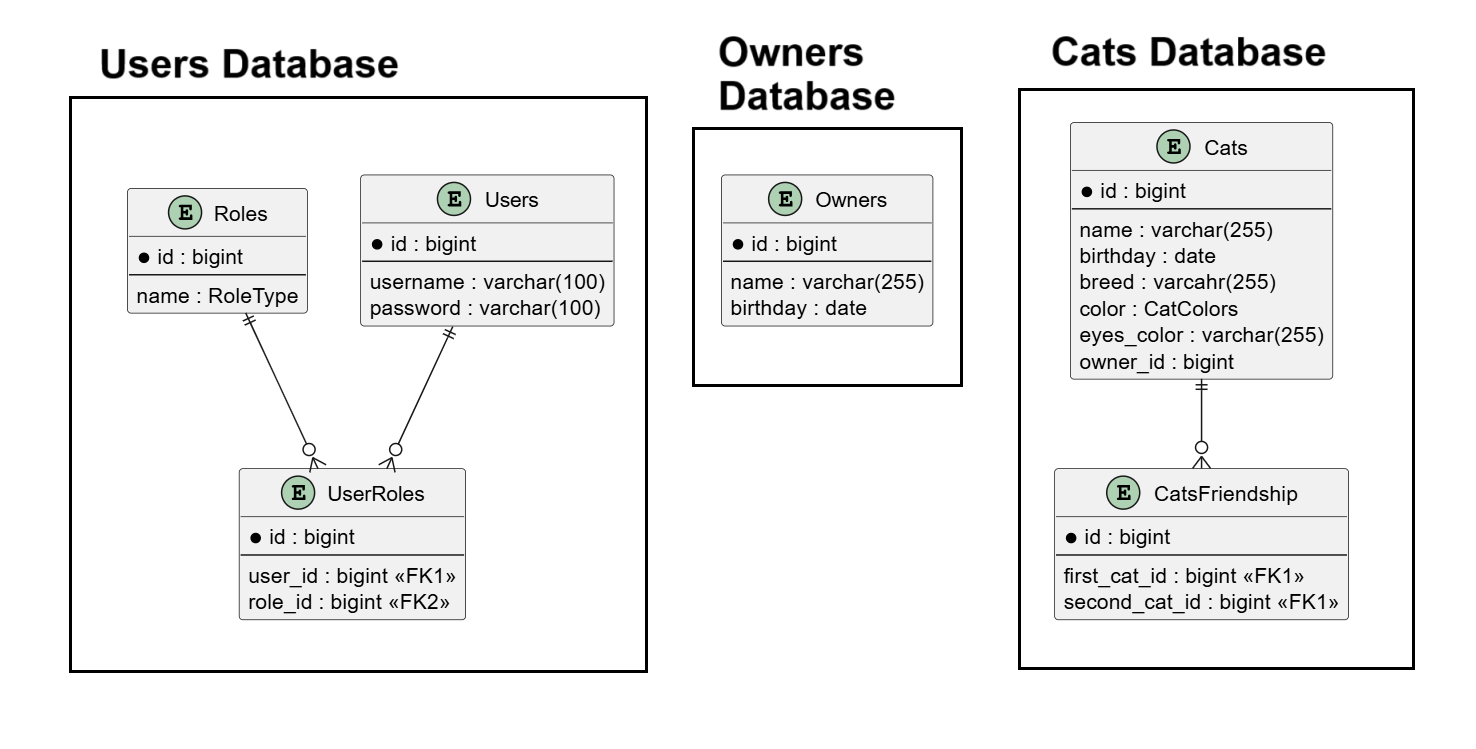 Users Database
E Roles
● id : bigint
name : RoleType
E Users
● id : bigint
username : varchar(100)
password : varchar(100)
E UserRoles
● id : bigint
user_id : bigint «FK1»
role_id : bigint «FK2»
Owners
Database
E Owners
● id : bigint
name : varchar(255)
birthday : date
Cats Database
E Cats
● id : bigint
name : varchar(255)
birthday : date
breed : varcahr(255)
color : CatColors
eyes_color : varchar(255)
owner_id : bigint
E CatsFriendship
● id : bigint
first_cat_id : bigint «FK1»
second_cat_id : bigint «FK1»